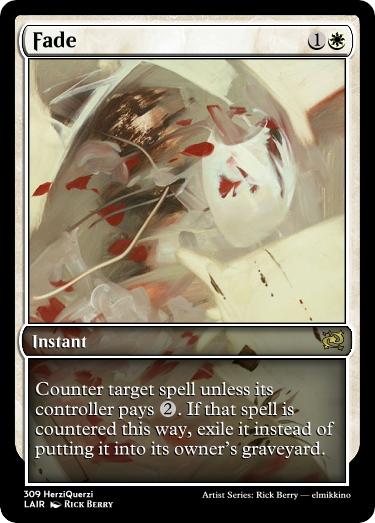 Fade 1
Instant
Counter target spell unless its
controller pays 2. If that spell is
countered this way, exile it instead of
putting it into its owner's graveyard.
309 HerziQuerzi
LAIR Rick Berry
Artist Series: Rick Berry — elmikkino